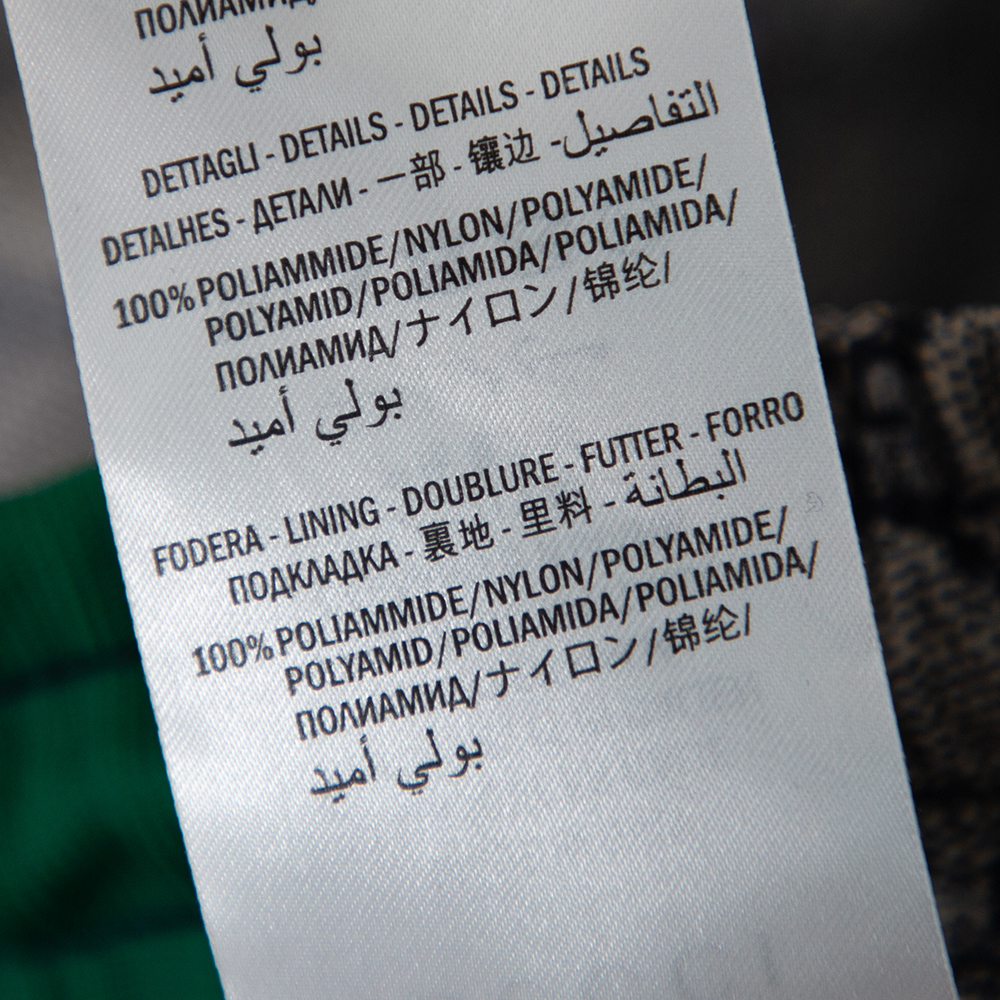 ПОЛИАМИД/
بولي أميد
DETTAGLI - DETAILS - DETAILS - DETAILS
DETALHES - ДЕТАЛИ - 一部 - 镶边 - التفاصيل
100% POLIAMMIDE/NYLON/POLYAMIDE/
POLYAMID/POLIAMIDA/POLIAMIDA/
ПОЛИАМИД/ナイロン/锦纶/
بولي أميد
FODERA - LINING - DOUBLURE - FUTTER - FORRO
ПОДКЛАДКА - 裏地 - 里料 - البطانة
100% POLIAMMIDE/NYLON/POLYAMIDE/
POLYAMID/POLIAMIDA/POLIAMIDA/
ПОЛИАМИД/ナイロン/锦纶/
بولي أميد